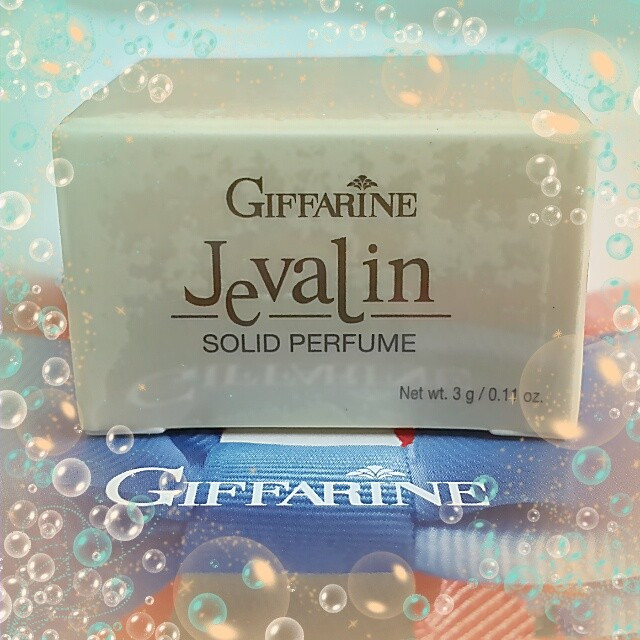 GIFFARINE
Jevalin
SOLID PERFUME
Net wt. 3 g / 0.11 oz.
GIFFARINE